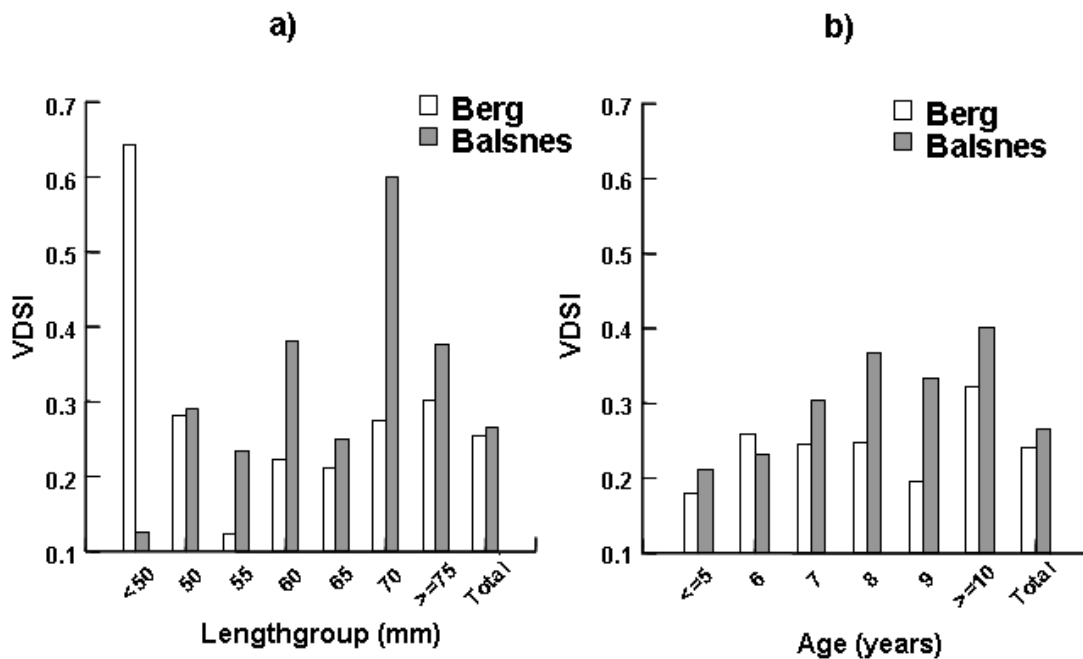 a)
b)
Berg
Balsnes
Berg
Balsnes
VDSI
0.7
0.6
0.5
0.4
0.3
0.2
0.1
<50 50 55 60 65 70 >=75 Total
Lengthgroup (mm)
VDSI
0.7
0.6
0.5
0.4
0.3
0.2
0.1
<=5 6 7 8 9 >=10 Total
Age (years)